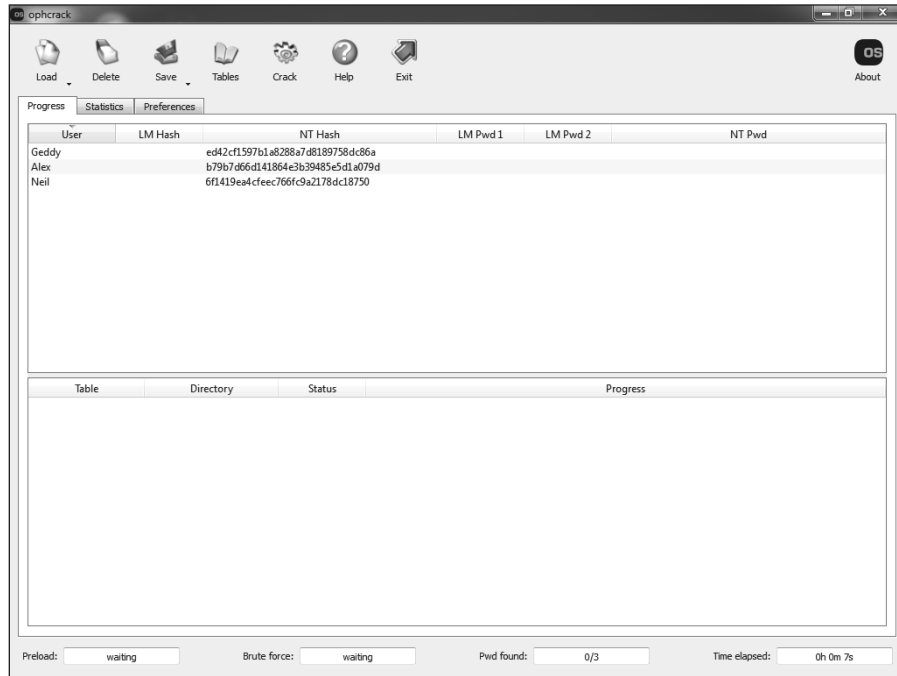 os ophcrack
Load Delete Save Tables Crack Help Exit OS About
Progress Statistics Preferences
User LM Hash NT Hash LM Pwd 1 LM Pwd 2 NT Pwd
Geddy ed42cf1597b1a8288a7d8189758dc86a
Alex b79b7d66d141864e3b39485e5d1a079d
Neil 6f1419ea4cfeec766fc9a2178dc18750
Table Directory Status Progress
Preload: waiting Brute force: waiting Pwd found: 0/3 Time elapsed: 0h 0m 7s